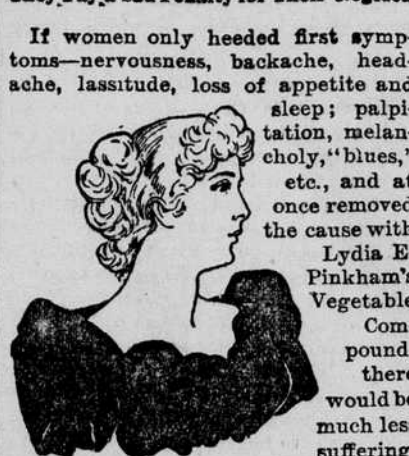 If women only heeded first symp-
toms—nervousness, backache, head-
ache, lassitude, loss of appetite and
sleep; palpi-
tation, melan-
choly, "blues,"
etc., and at
once removed
the cause with
Lydia E.
Pinkham's
Vegetable
Com-
pound,
there
would be
much less
suffering.